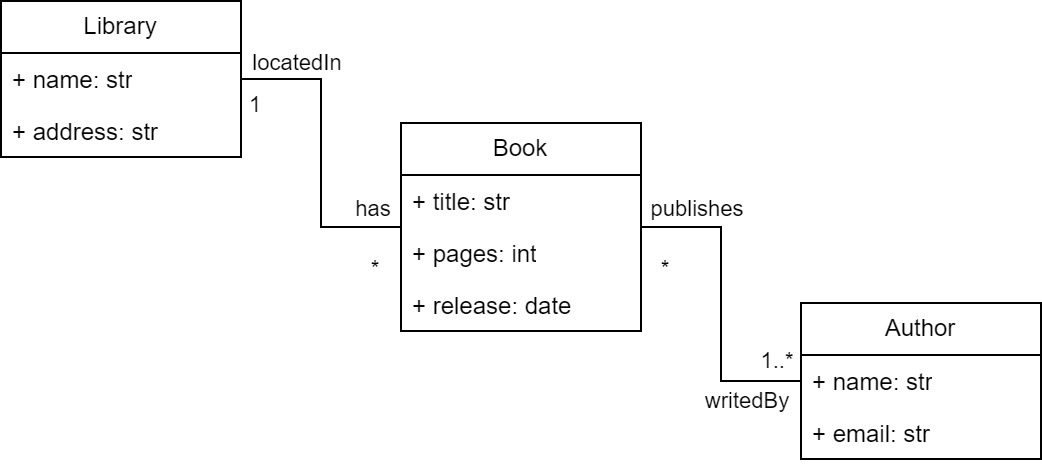 Library
+ name: str
+ address: str
locatedIn
1
has
*
Book
+ title: str
+ pages: int
+ release: date
publishes
*
1..*
writedBy
Author
+ name: str
+ email: str